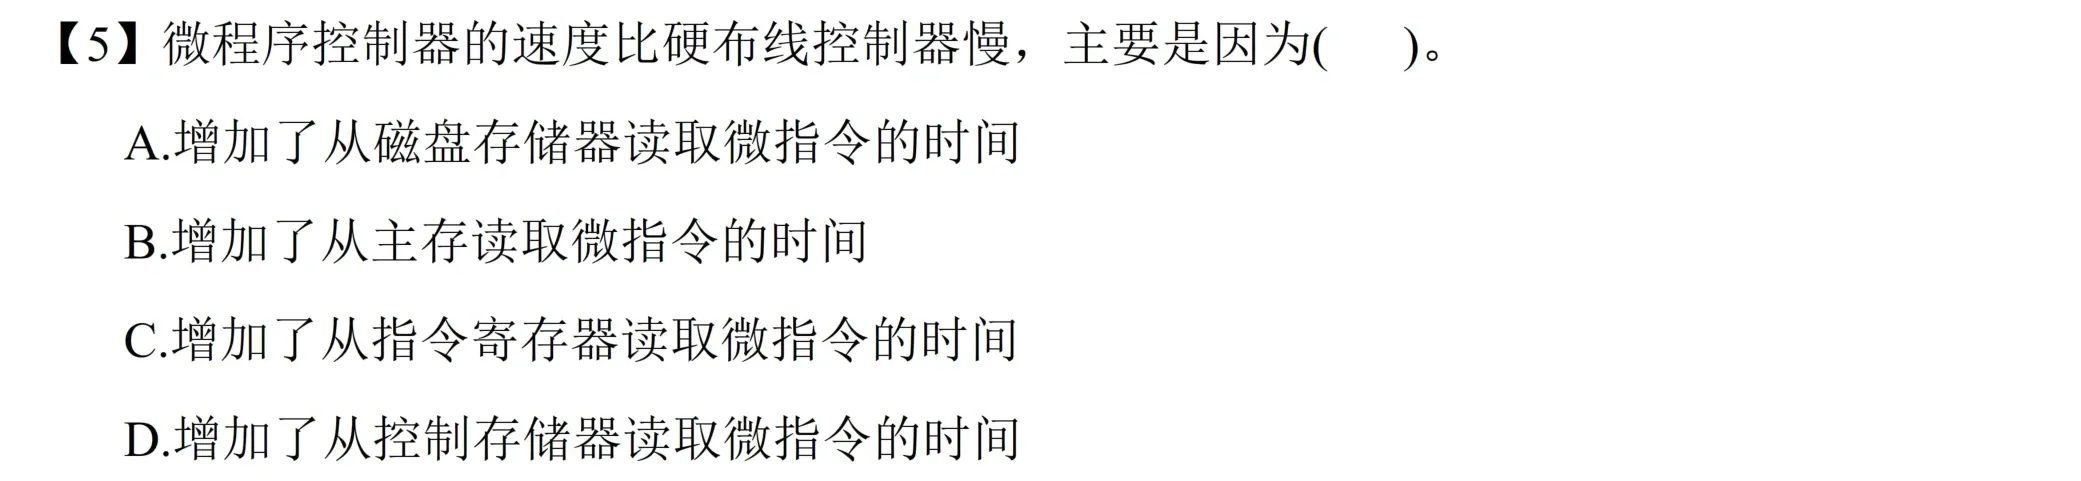 【5】微程序控制器的速度比硬布线控制器慢，主要是因为(    )。
A.增加了从磁盘存储器读取微指令的时间
B.增加了从主存读取微指令的时间
C.增加了从指令寄存器读取微指令的时间
D.增加了从控制存储器读取微指令的时间